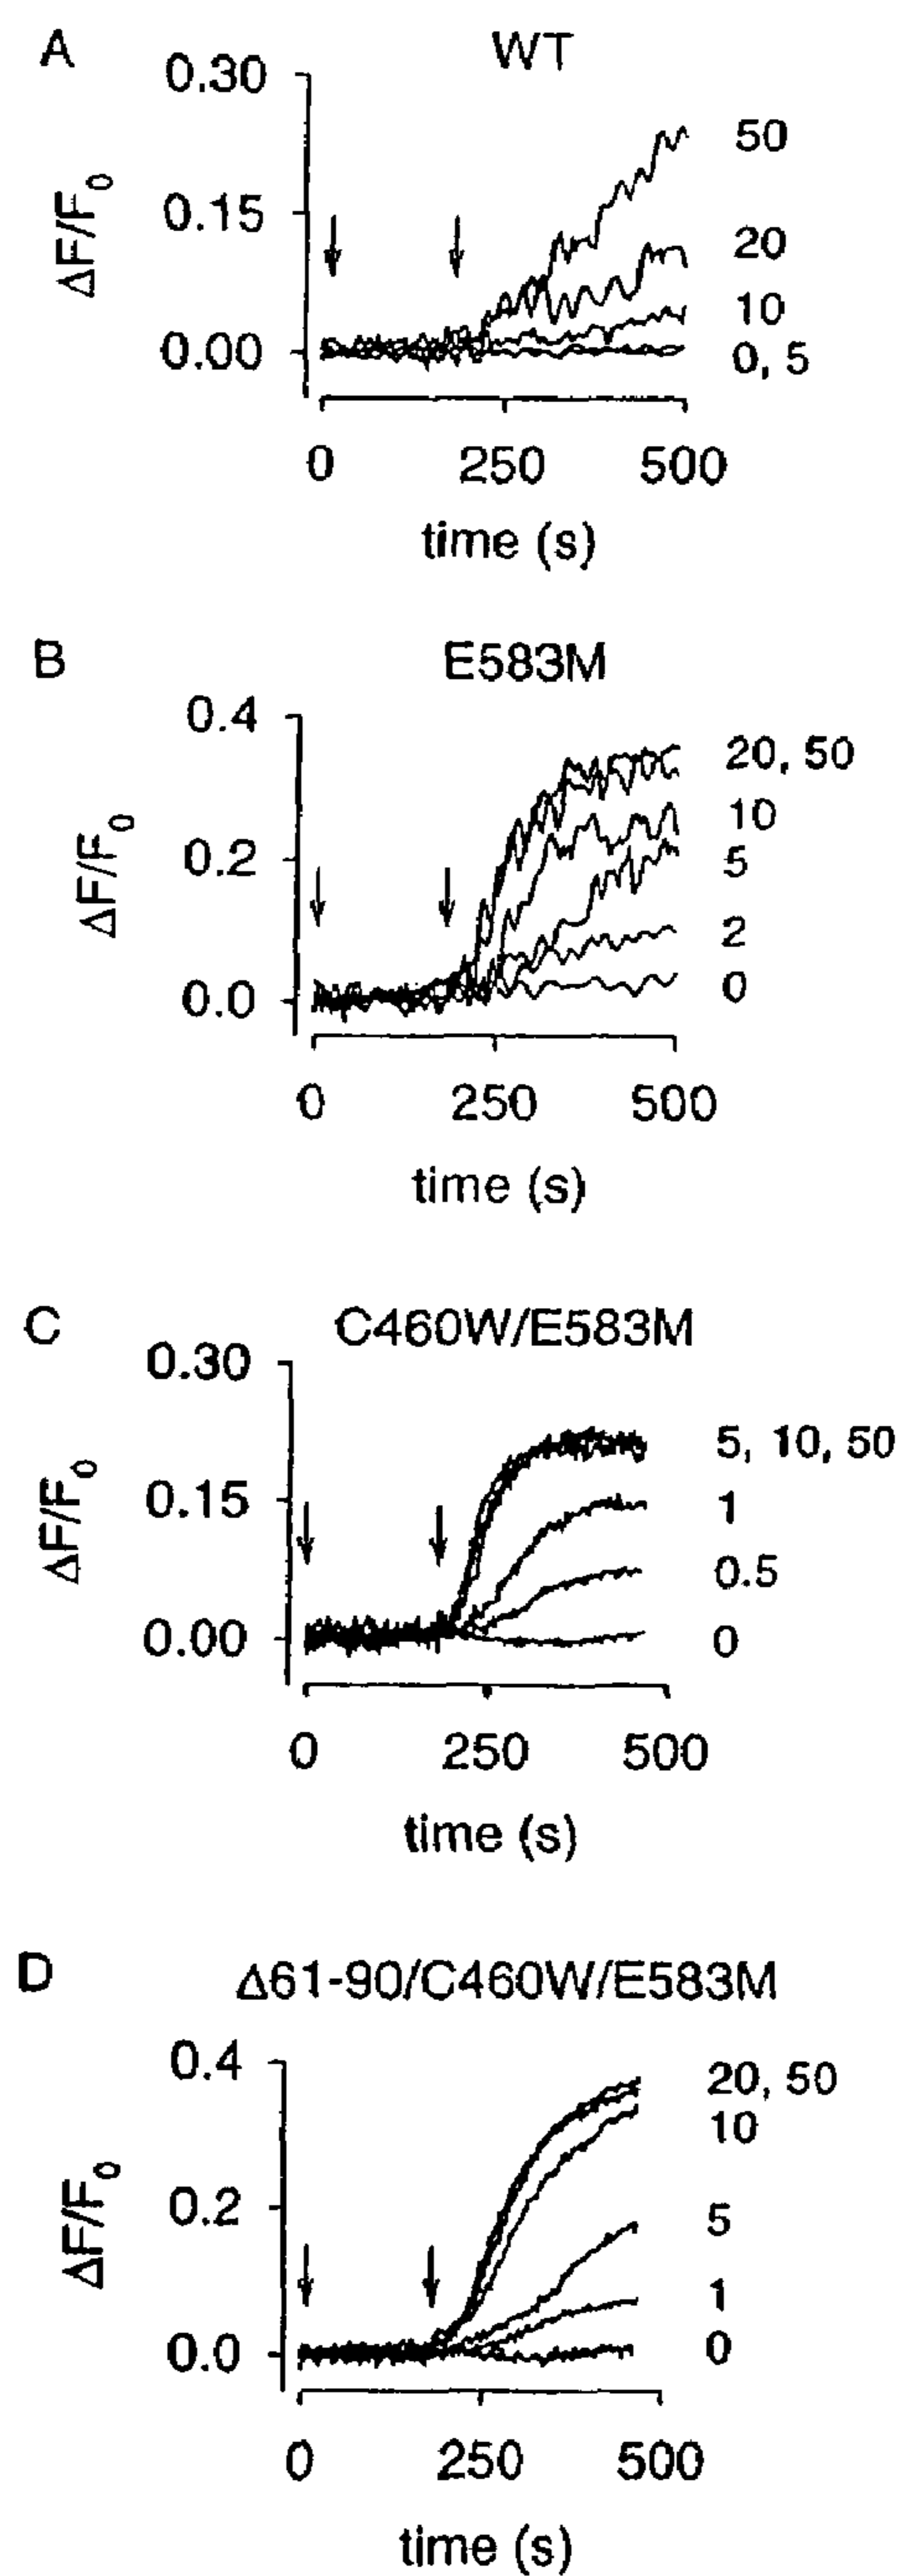 A
WT
0.30
0.15
0.00
ΔF/F0
50
20
10
0, 5
0 250 500
time (s)
B
E583M
0.4
0.2
0.0
ΔF/F0
20, 50
10
5
2
0
0 250 500
time (s)
C
C460W/E583M
0.30
0.15
0.00
ΔF/F0
5, 10, 50
1
0.5
0
0 250 500
time (s)
D
Δ61-90/C460W/E583M
0.4
0.2
0.0
ΔF/F0
20, 50
10
5
1
0
0 250 500
time (s)